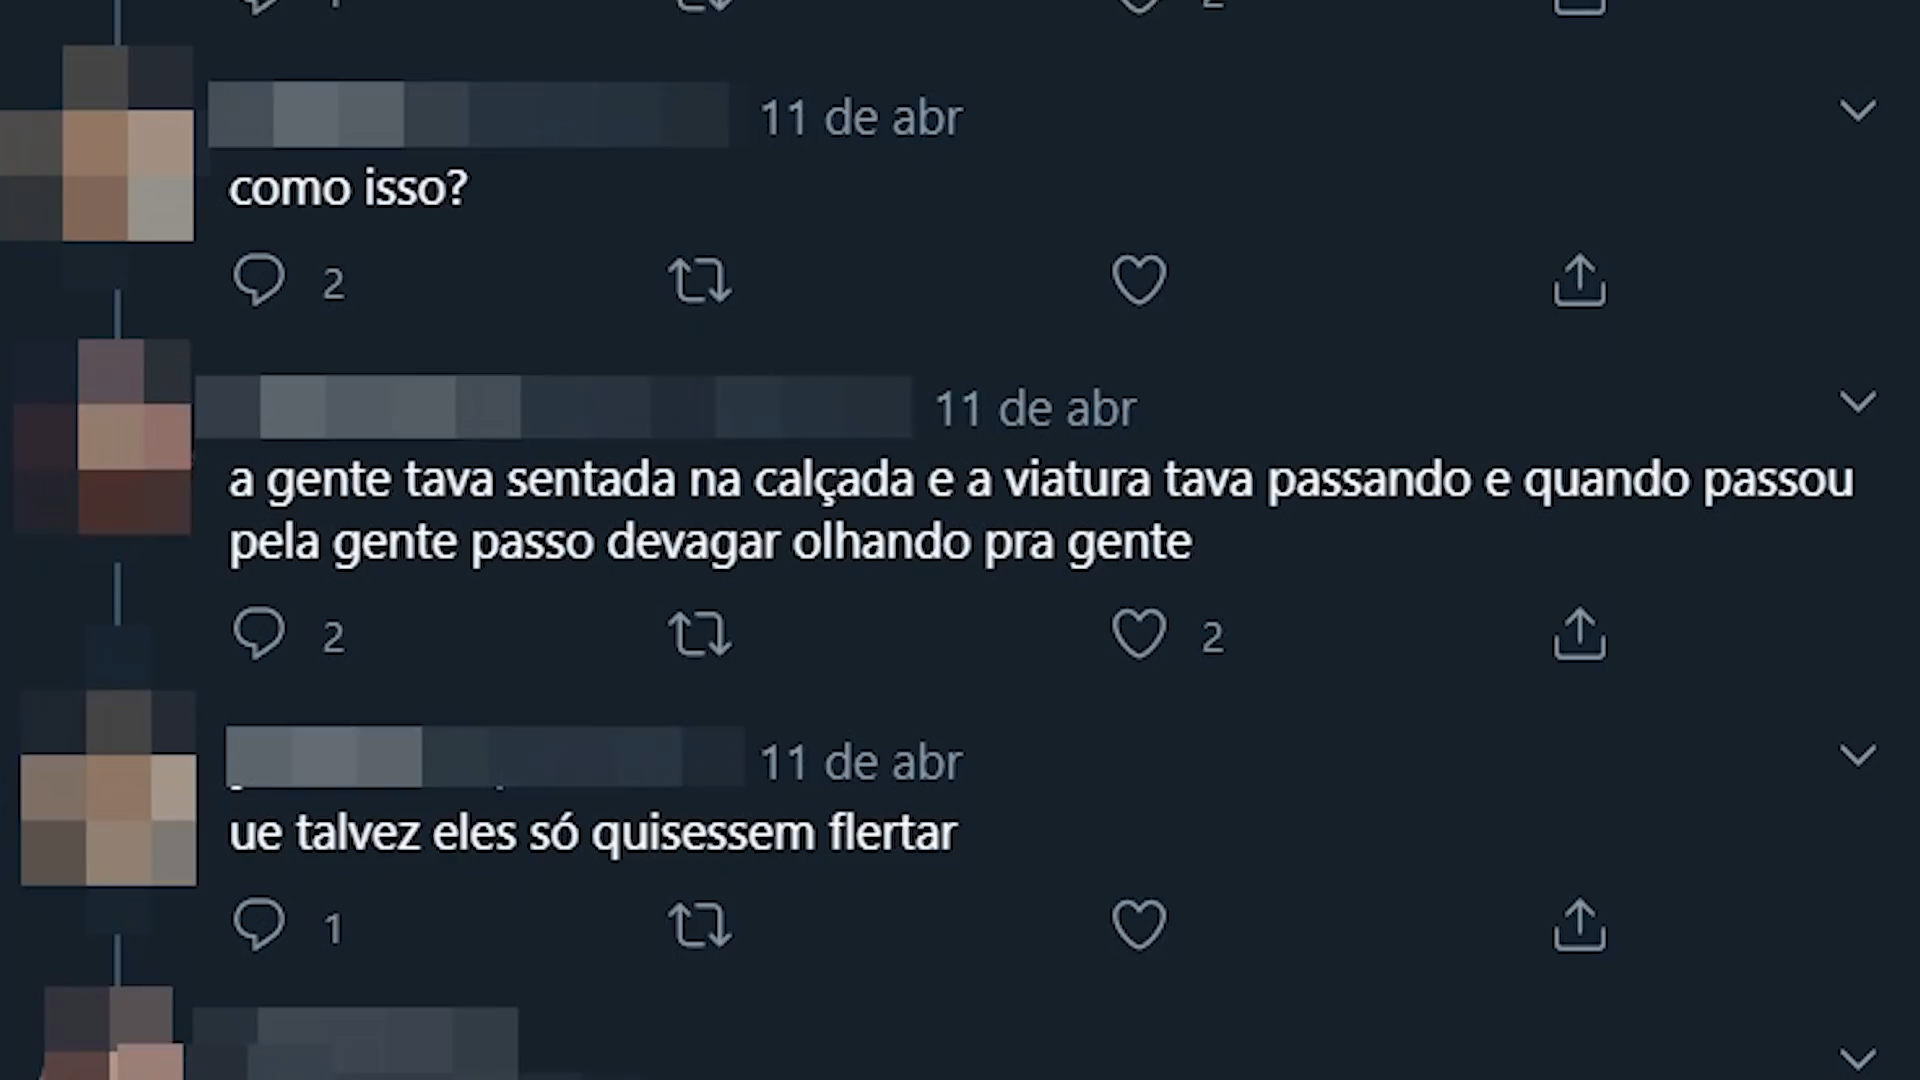 11 de abr
como isso?
2
11 de abr
a gente tava sentada na calçada e a viatura tava passando e quando passou
pela gente passo devagar olhando pra gente
2 2
11 de abr
ue talvez eles só quisessem flertar
1